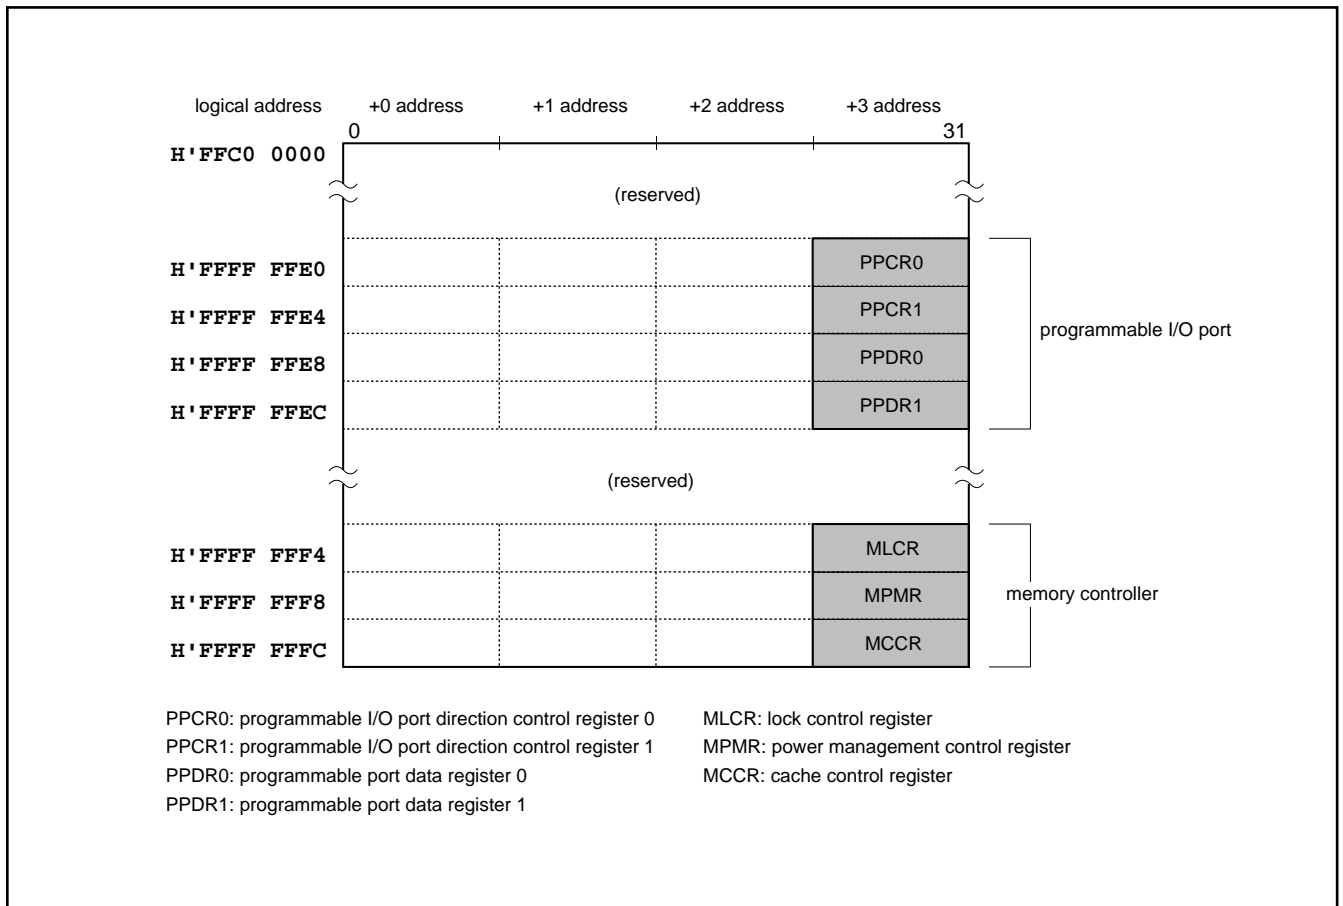 logical address +0 address +1 address +2 address +3 address
0 31
H'FFC0 0000
(reserved)
H'FFFF FFE0 PPCR0
H'FFFF FFE4 PPCR1
programmable I/O port
H'FFFF FFE8 PPDR0
H'FFFF FFEC PPDR1
(reserved)
H'FFFF FFF4 MLCR
H'FFFF FFF8 MPMR memory controller
H'FFFF FFFC MCCR
PPCR0: programmable I/O port direction control register 0 MLCR: lock control register
PPCR1: programmable I/O port direction control register 1 MPMR: power management control register
PPDR0: programmable port data register 0 MCCR: cache control register
PPDR1: programmable port data register 1